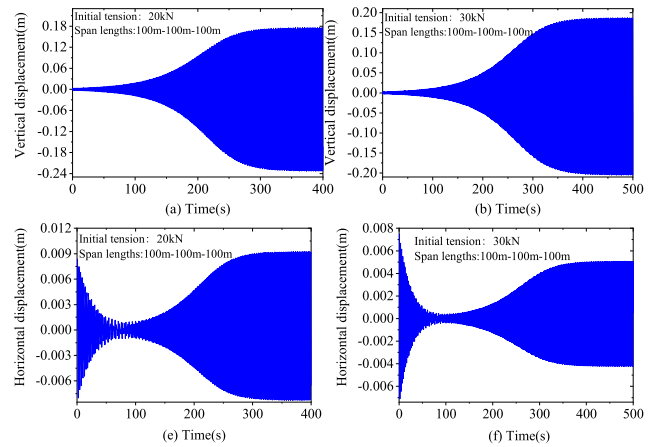 Initial tension: 20kN
Span lengths:100m-100m-100m
Vertical displacement(m)
0.18
0.12
0.06
0.00
-0.06
-0.12
-0.18
-0.24
0 100 200 300 400
(a) Time(s)
Initial tension: 30kN
Span lengths:100m-100m-100m
Vertical displacement(m)
0.20
0.15
0.10
0.05
0.00
-0.05
-0.10
-0.15
-0.20
0 100 200 300 400 500
(b) Time(s)
Initial tension: 20kN
Span lengths:100m-100m-100m
Horizontal displacement(m)
0.012
0.009
0.006
0.003
0.000
-0.003
-0.006
0 100 200 300 400
(e) Time(s)
Initial tension: 30kN
Span lengths:100m-100m-100m
Horizontal displacement(m)
0.008
0.006
0.004
0.002
0.000
-0.002
-0.004
-0.006
0 100 200 300 400 500
(f) Time(s)